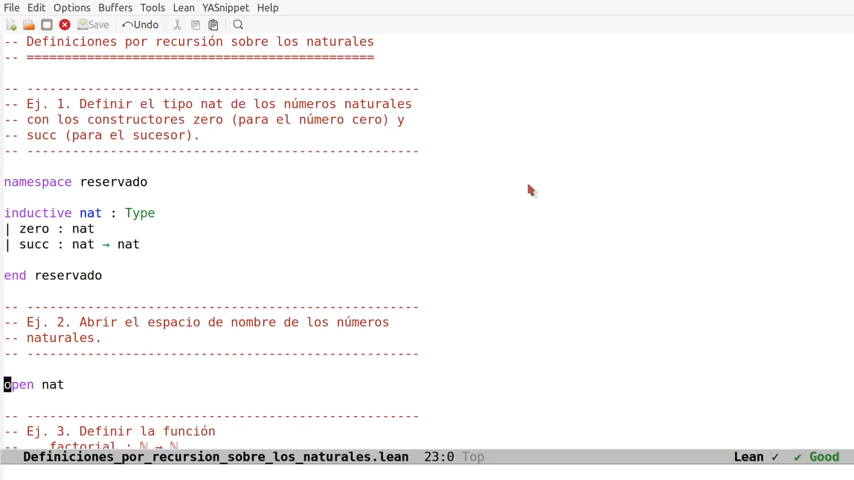 File Edit Options Buffers Tools Lean YASnippet Help
Save Undo
-- Definiciones por recursión sobre los naturales
-- ==============================================
-- ----------------------------------------------------
-- Ej. 1. Definir el tipo nat de los números naturales
-- con los constructores zero (para el número cero) y
-- succ (para el sucesor).
-- ----------------------------------------------------
namespace reservado
inductive nat : Type
| zero : nat
| succ : nat → nat
end reservado
-- ----------------------------------------------------
-- Ej. 2. Abrir el espacio de nombre de los números
-- naturales.
-- ----------------------------------------------------
open nat
-- ----------------------------------------------------
-- Ej. 3. Definir la función
-- factorial : ℕ → ℕ
Definiciones_por_recursion_sobre_los_naturales.lean 23:0 Top Lean ✓ ✔ Good